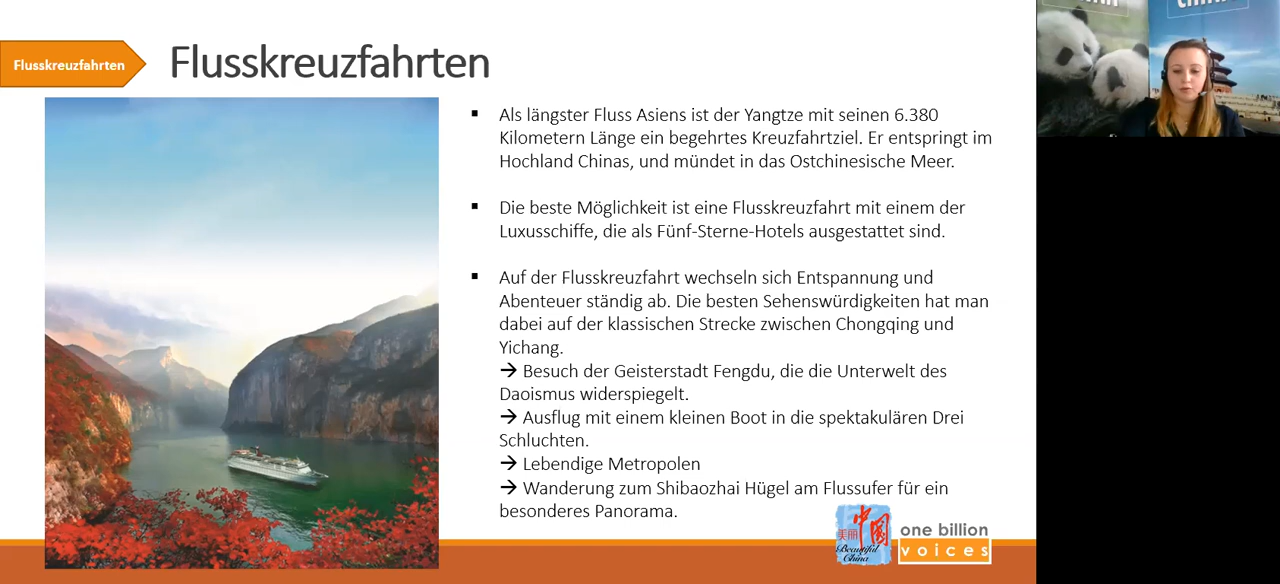 Flusskreuzfahrten
Flusskreuzfahrten
▪ Als längster Fluss Asiens ist der Yangtze mit seinen 6.380
Kilometern Länge ein begehrtes Kreuzfahrtziel. Er entspringt im
Hochland Chinas, und mündet in das Ostchinesische Meer.
▪ Die beste Möglichkeit ist eine Flusskreuzfahrt mit einem der
Luxusschiffe, die als Fünf-Sterne-Hotels ausgestattet sind.
▪ Auf der Flusskreuzfahrt wechseln sich Entspannung und
Abenteuer ständig ab. Die besten Sehenswürdigkeiten hat man
dabei auf der klassischen Strecke zwischen Chongqing und
Yichang.
→ Besuch der Geisterstadt Fengdu, die die Unterwelt des
Daoismus widerspiegelt.
→ Ausflug mit einem kleinen Boot in die spektakulären Drei
Schluchten.
→ Lebendige Metropolen
→ Wanderung zum Shibaozhai Hügel am Flussufer für ein
besonderes Panorama.
美丽
中国
Beautiful
China
one billion
voices